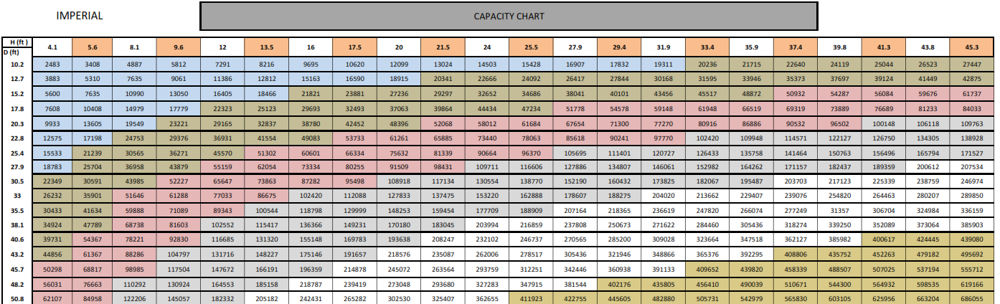 IMPERIAL
CAPACITY CHART
H (ft )
D (ft)
4.1 5.6 8.1 9.6 12 13.5 16 17.5 20 21.5 24 25.5 27.9 29.4 31.9 33.4 35.9 37.4 39.8 41.3 43.8 45.3
10.2 2483 3408 4887 5812 7291 8216 9695 10620 12099 13024 14503 15428 16907 17832 19311 20236 21715 22640 24119 25044 26523 27447
12.7 3883 5310 7635 9061 11386 12812 15163 16590 18915 20341 22666 24092 26417 27844 30168 31595 33946 35373 37697 39124 41449 42875
15.2 5600 7635 10990 13050 16405 18466 21821 23881 27236 29297 32652 34686 38041 40101 43456 45517 48872 50932 54287 56084 59676 61737
17.8 7608 10408 14979 17779 22323 25123 29693 32493 37063 39864 44434 47234 51778 54578 59148 61948 66519 69319 73889 76689 81233 84033
20.3 9933 13605 19549 23221 29165 32837 38780 42452 48396 52068 58012 61684 67654 71300 77270 80916 86886 90532 96502 100148 106118 109763
22.8 12575 17198 24753 29376 36931 41554 49083 53733 61261 65885 73440 78063 85618 90241 97770 102420 109948 114571 122127 126750 134305 138928
25.4 15533 21239 30565 36271 45570 51302 60601 66334 75632 81339 90664 96370 105695 111401 120727 126433 135758 141464 150763 156496 165794 171527
27.9 18783 25704 36958 43879 55159 62054 73334 80255 91509 98431 109711 116606 127886 134807 146061 152982 164262 171157 182437 189359 200612 207534
30.5 22349 30591 43985 52227 65647 73863 87282 95498 108918 117134 130554 138770 152190 160432 173825 182067 195487 203703 217123 225339 238759 246974
33 26232 35901 51646 61288 77033 86675 102420 112088 127833 137475 153220 162888 178607 188275 204020 213662 229407 239076 254820 264463 280207 289850
35.5 30433 41634 59888 71089 89343 100544 118798 129999 148253 159454 177709 188909 207164 218365 236619 247820 266074 277249 31357 306704 324984 336159
38.1 34924 47789 68738 81603 102552 115417 136366 149231 170180 183045 203994 216859 237808 250673 271622 284460 305436 318274 339250 352089 373064 385903
40.6 39731 54367 78221 92830 116685 131320 155148 169783 193638 208247 232102 246737 270565 285200 309028 323664 347518 362127 385982 400617 424445 439080
43.2 44856 61367 88286 104797 131716 148227 175146 191657 218576 235087 262006 278517 305436 321946 348866 365376 392295 408806 435752 452263 479182 495692
45.7 50298 68817 98985 117504 147672 166191 196359 214878 245072 263564 293759 312251 342446 360938 391133 409652 439820 458339 488507 507025 537194 555712
48.2 56031 76663 110292 130924 164553 185158 218787 239419 273048 293680 327283 347915 381544 402176 435805 456410 490039 510671 544300 564932 598535 619166
50.8 62107 84958 122206 145057 182332 205182 242431 265282 302530 325407 362655 411923 422755 445605 482880 505731 542979 565830 603105 625956 663204 686055